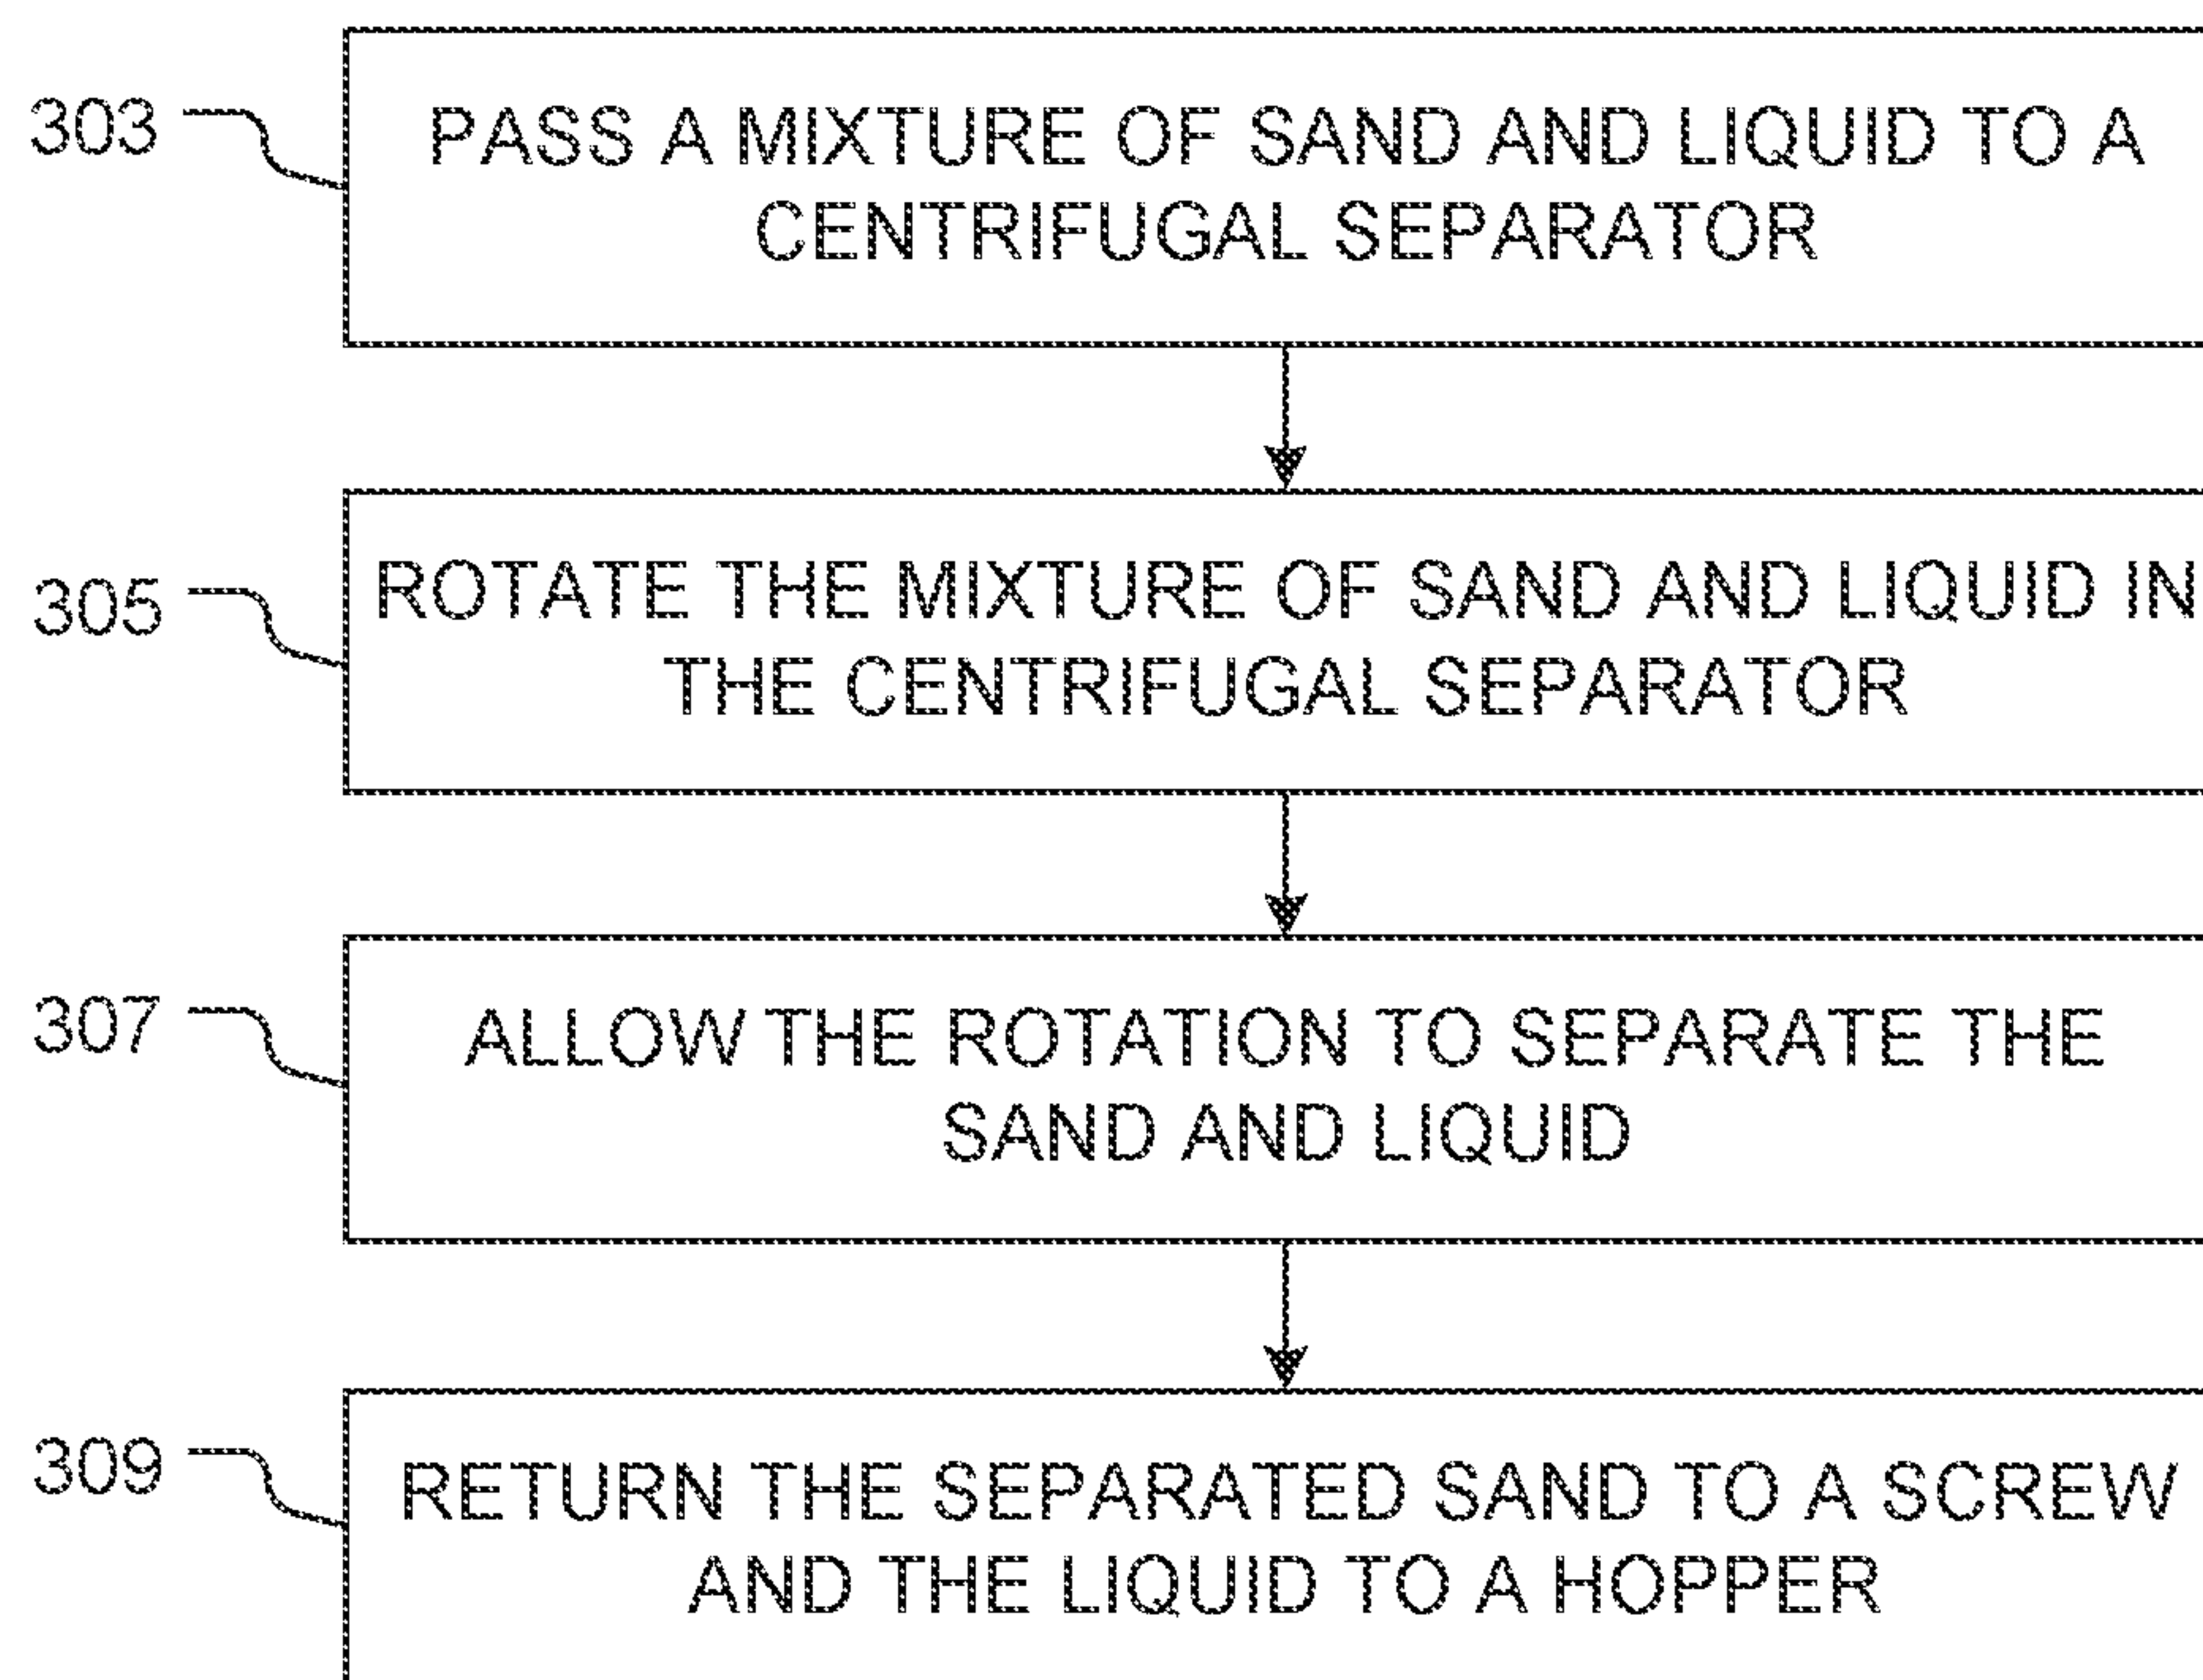 303
PASS A MIXTURE OF SAND AND LIQUID TO A
CENTRIFUGAL SEPARATOR
305
ROTATE THE MIXTURE OF SAND AND LIQUID IN
THE CENTRIFUGAL SEPARATOR
307
ALLOW THE ROTATION TO SEPARATE THE
SAND AND LIQUID
309
RETURN THE SEPARATED SAND TO A SCREW
AND THE LIQUID TO A HOPPER